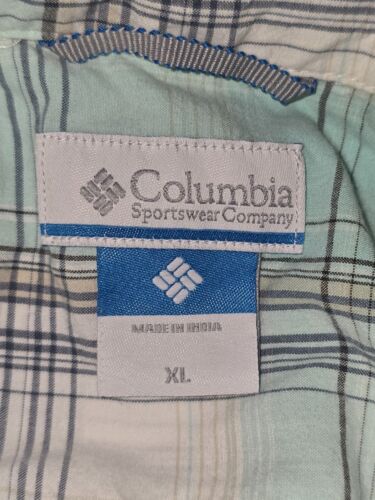 Columbia
Sportswear Company
MADE IN INDIA
XL